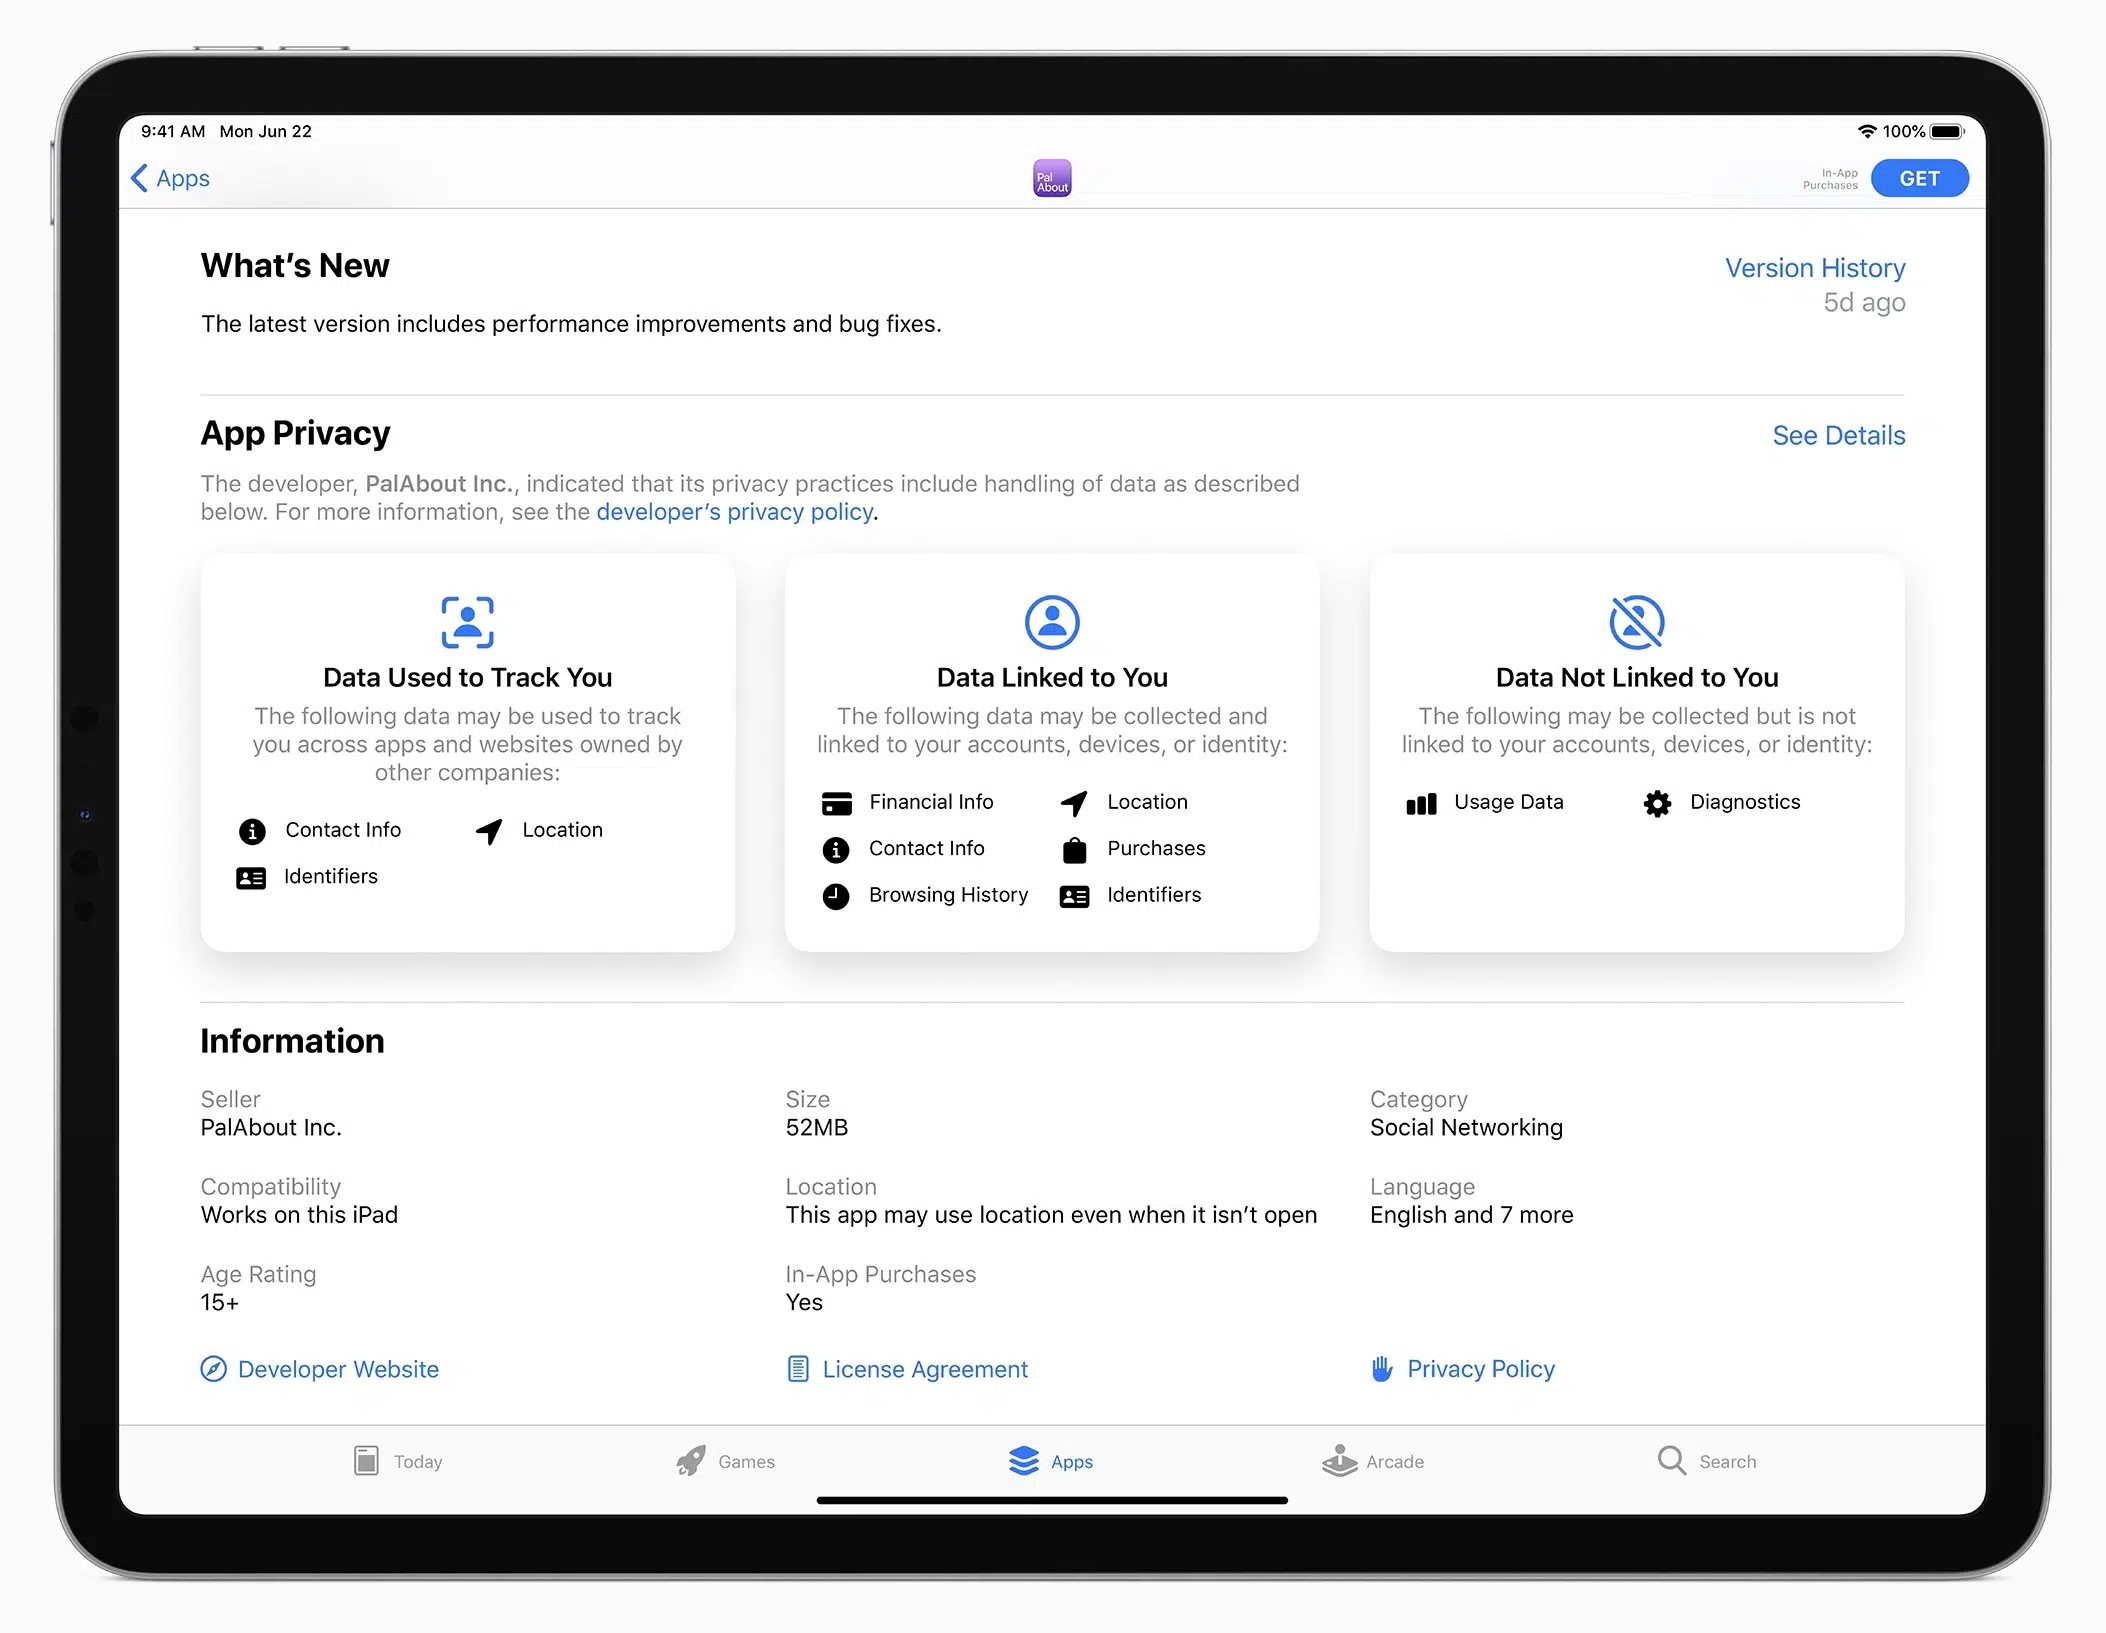 9:41 AM Mon Jun 22
100%
Apps
Pal
About
In-App
Purchases
GET
What’s New
Version History
5d ago
The latest version includes performance improvements and bug fixes.
App Privacy
See Details
The developer, PalAbout Inc., indicated that its privacy practices include handling of data as described
below. For more information, see the developer’s privacy policy.
Data Used to Track You
The following data may be used to track
you across apps and websites owned by
other companies:
Contact Info
Location
Identifiers
Data Linked to You
The following data may be collected and
linked to your accounts, devices, or identity:
Financial Info
Location
Contact Info
Purchases
Browsing History
Identifiers
Data Not Linked to You
The following may be collected but is not
linked to your accounts, devices, or identity:
Usage Data
Diagnostics
Information
Seller
PalAbout Inc.
Size
52MB
Category
Social Networking
Compatibility
Works on this iPad
Location
This app may use location even when it isn’t open
Language
English and 7 more
Age Rating
15+
In-App Purchases
Yes
Developer Website
License Agreement
Privacy Policy
Today
Games
Apps
Arcade
Search